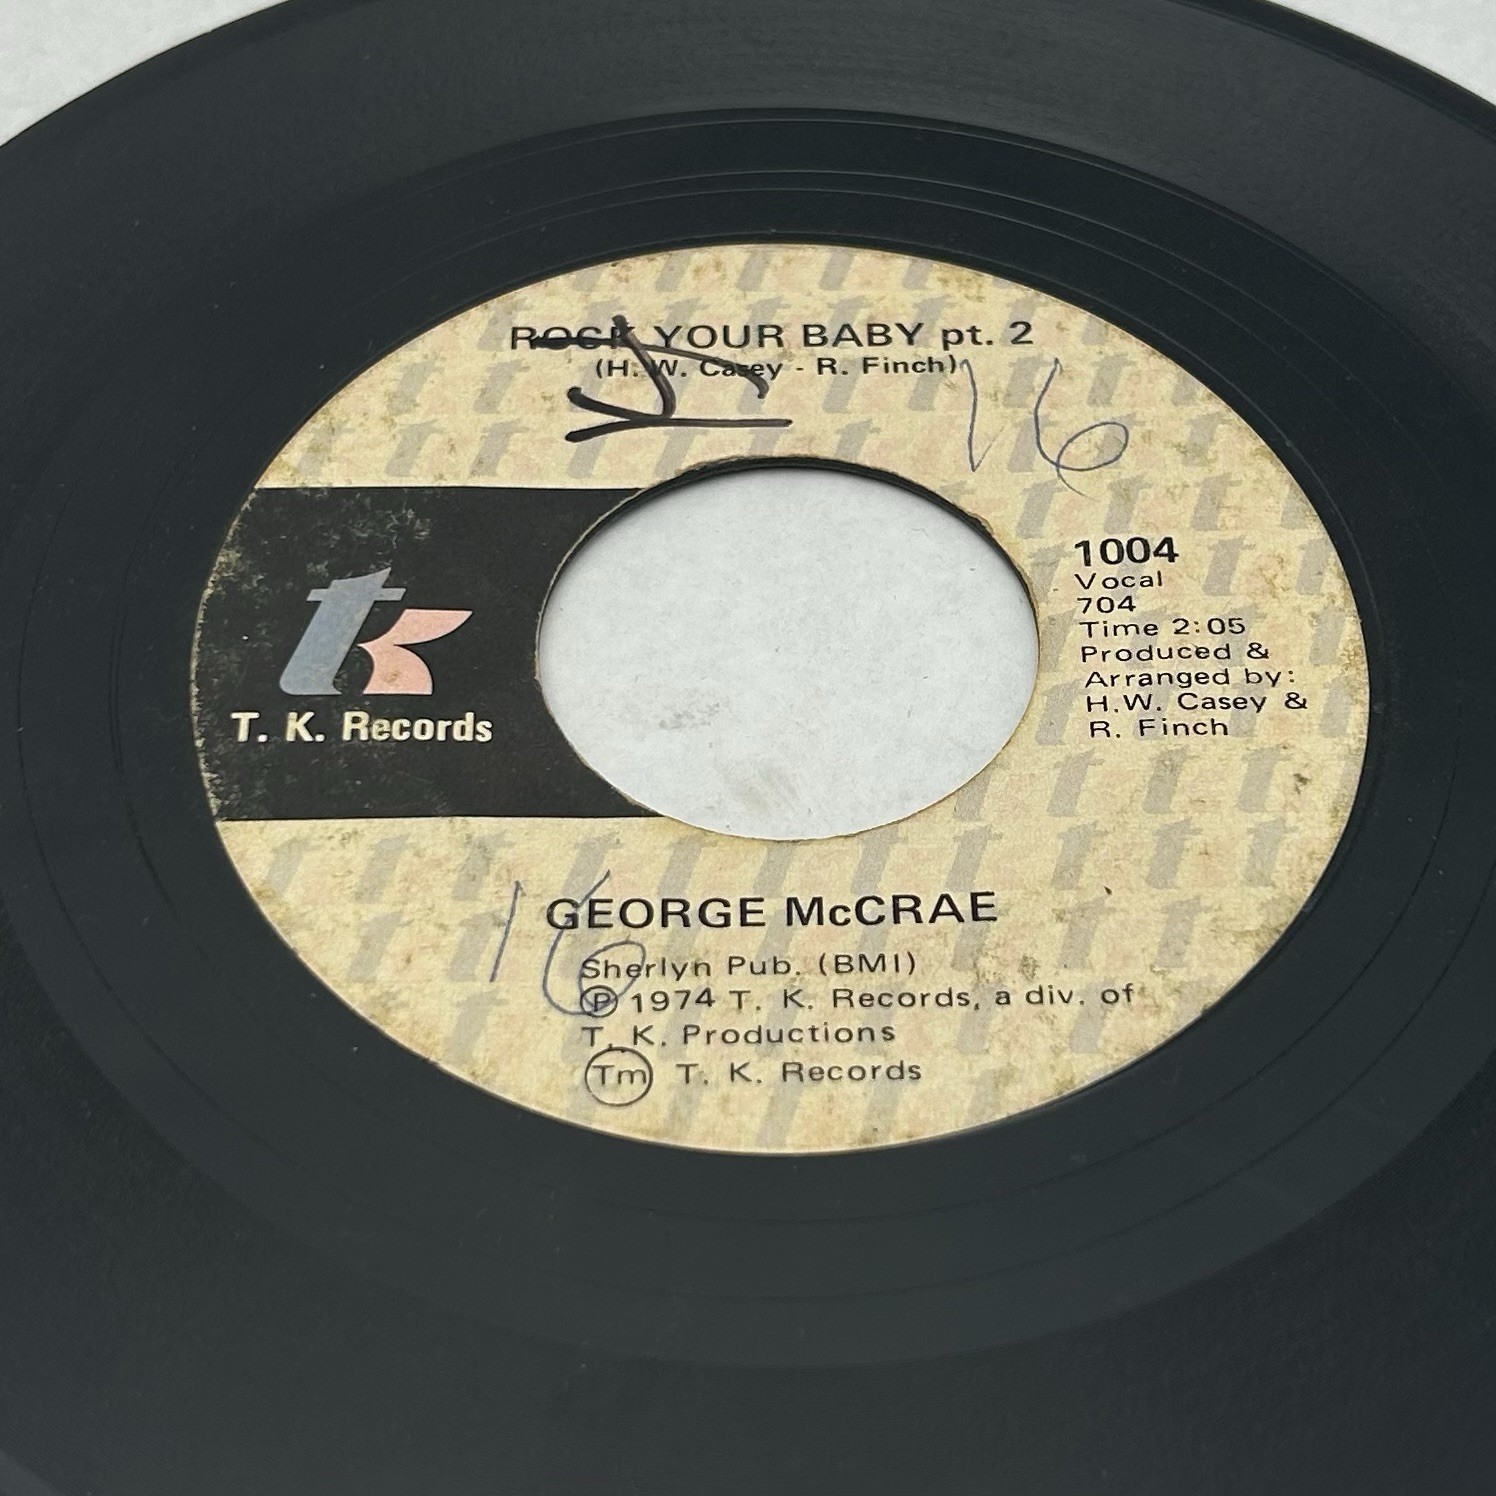 ROCK YOUR BABY pt. 2
(H. W. Casey - R. Finch)
16
1004
Vocal
704
Time 2:05
Produced &
Arranged by:
H.W. Casey &
R. Finch
tk
T. K. Records
GEORGE McCRAE
16
Sherlyn Pub. (BMI)
Ⓟ 1974 T. K. Records, a div. of
T. K. Productions
Tm T. K. Records